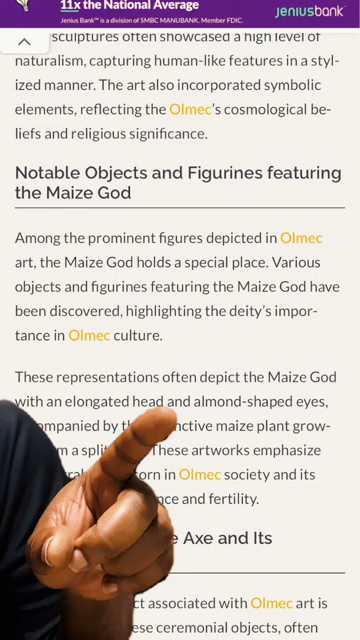 11x the National Average
Jenius Bank™ is a division of SMBC MANUBANK. Member FDIC.
jeniusbank
sculptures often showcased a high level of
naturalism, capturing human-like features in a styl-
ized manner. The art also incorporated symbolic
elements, reflecting the Olmec's cosmological be-
liefs and religious significance.
Notable Objects and Figurines featuring
the Maize God
Among the prominent figures depicted in Olmec
art, the Maize God holds a special place. Various
objects and figurines featuring the Maize God have
been discovered, highlighting the deity's impor-
tance in Olmec culture.
These representations often depict the Maize God
with an elongated head and almond-shaped eyes,
by maize plant grow-
a These artworks emphasize
in Olmec society and its
and fertility.
Axe and Its
associated with Olmec art is
ceremonial objects, often